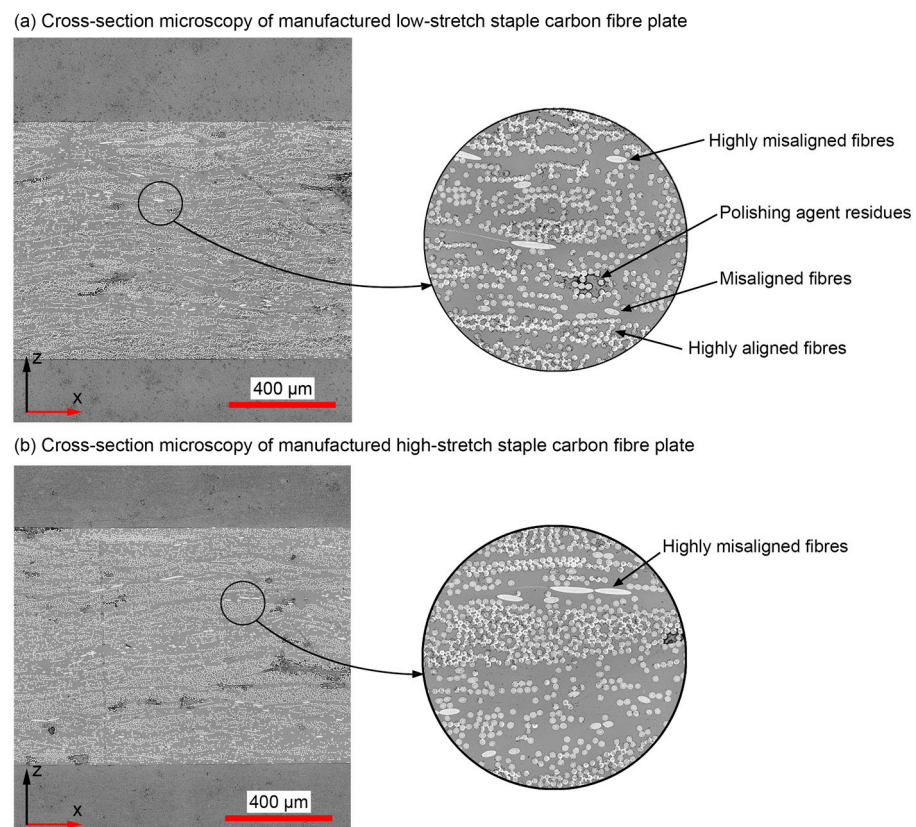 (a) Cross-section microscopy of manufactured low-stretch staple carbon fibre plate
Highly misaligned fibres
Polishing agent residues
Misaligned fibres
Highly aligned fibres
z
x
400 µm
(b) Cross-section microscopy of manufactured high-stretch staple carbon fibre plate
Highly misaligned fibres
z
x
400 µm